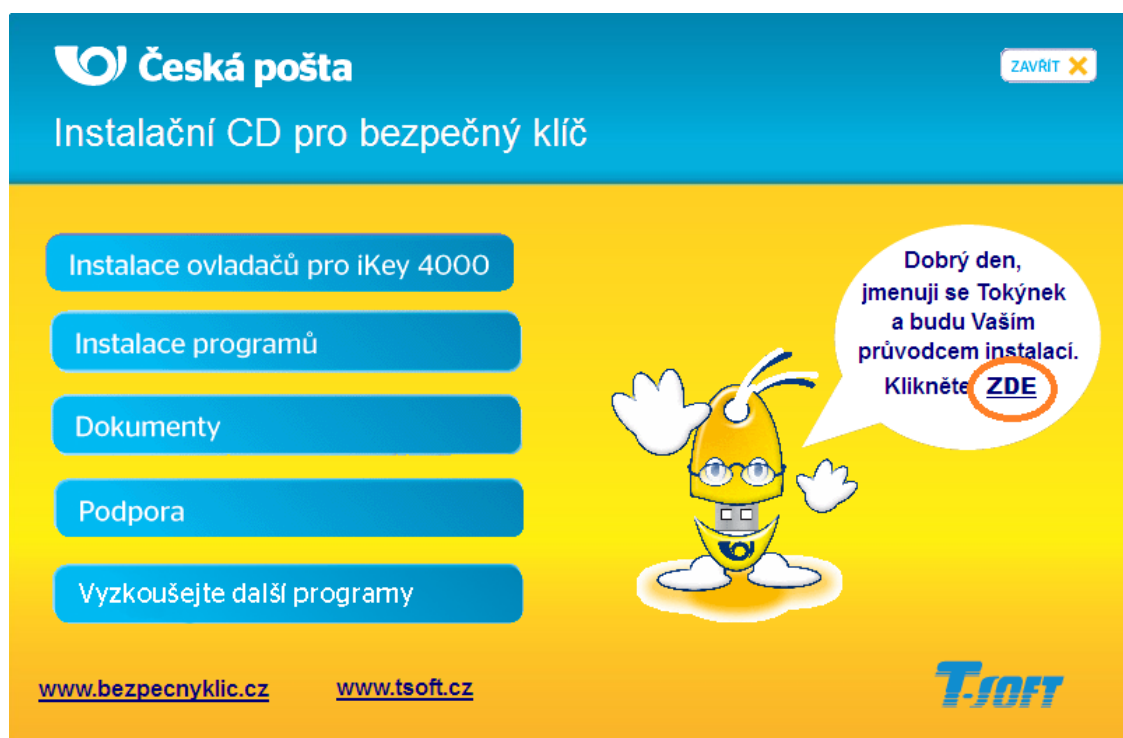 Česká pošta
ZAVŘÍT
Instalační CD pro bezpečný klíč
Instalace ovladačů pro iKey 4000
Instalace programů
Dokumenty
Podpora
Vyzkoušejte další programy
Dobrý den,
jmenuji se Tokýnek
a budu Vaším
průvodcem instalací.
Klikněte ZDE
www.bezpecnyklic.cz
www.tsoft.cz
T-SOFT